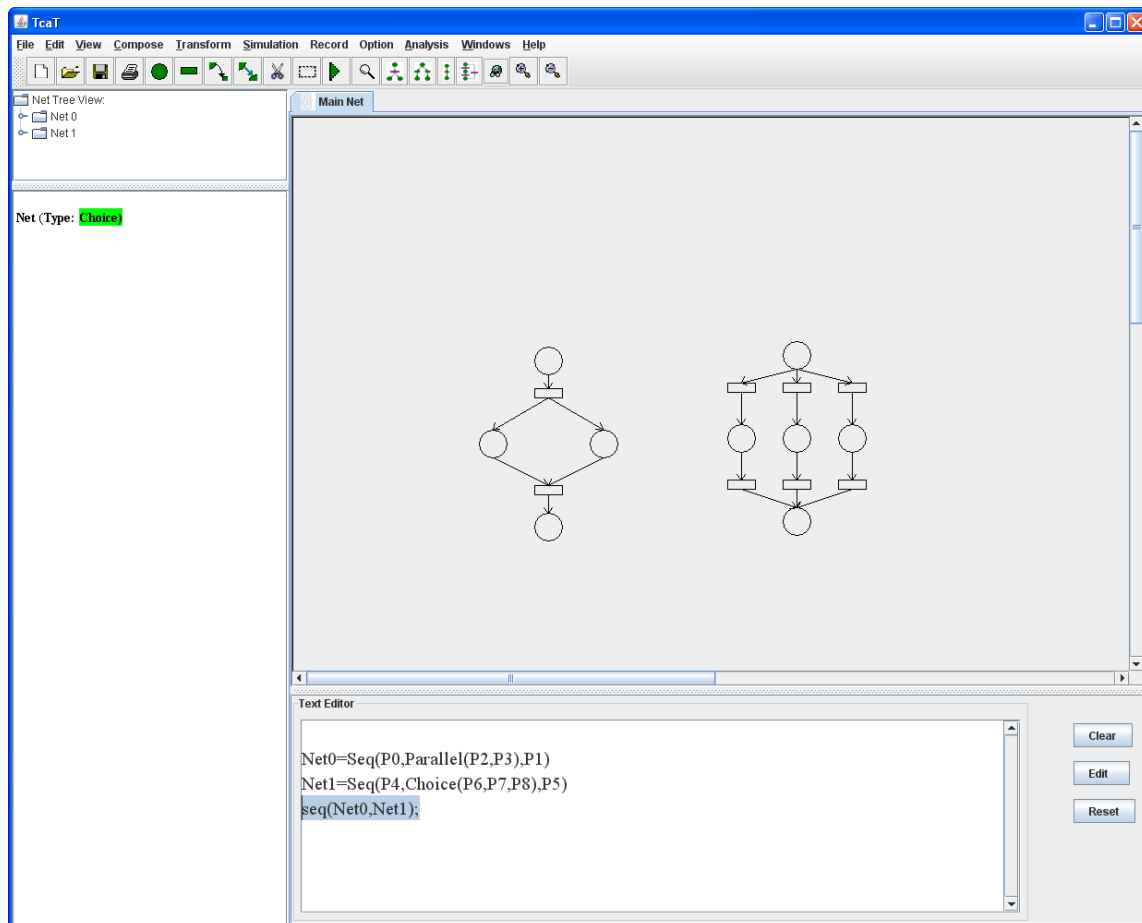 TcaT
File Edit View Compose Transform Simulation Record Option Analysis Windows Help
Net Tree View:
Net 0
Net 1
Net (Type: Choice)
Main Net
Text Editor
Net0=Seq(P0,Parallel(P2,P3),P1)
Net1=Seq(P4,Choice(P6,P7,P8),P5)
seq(Net0,Net1);
Clear
Edit
Reset